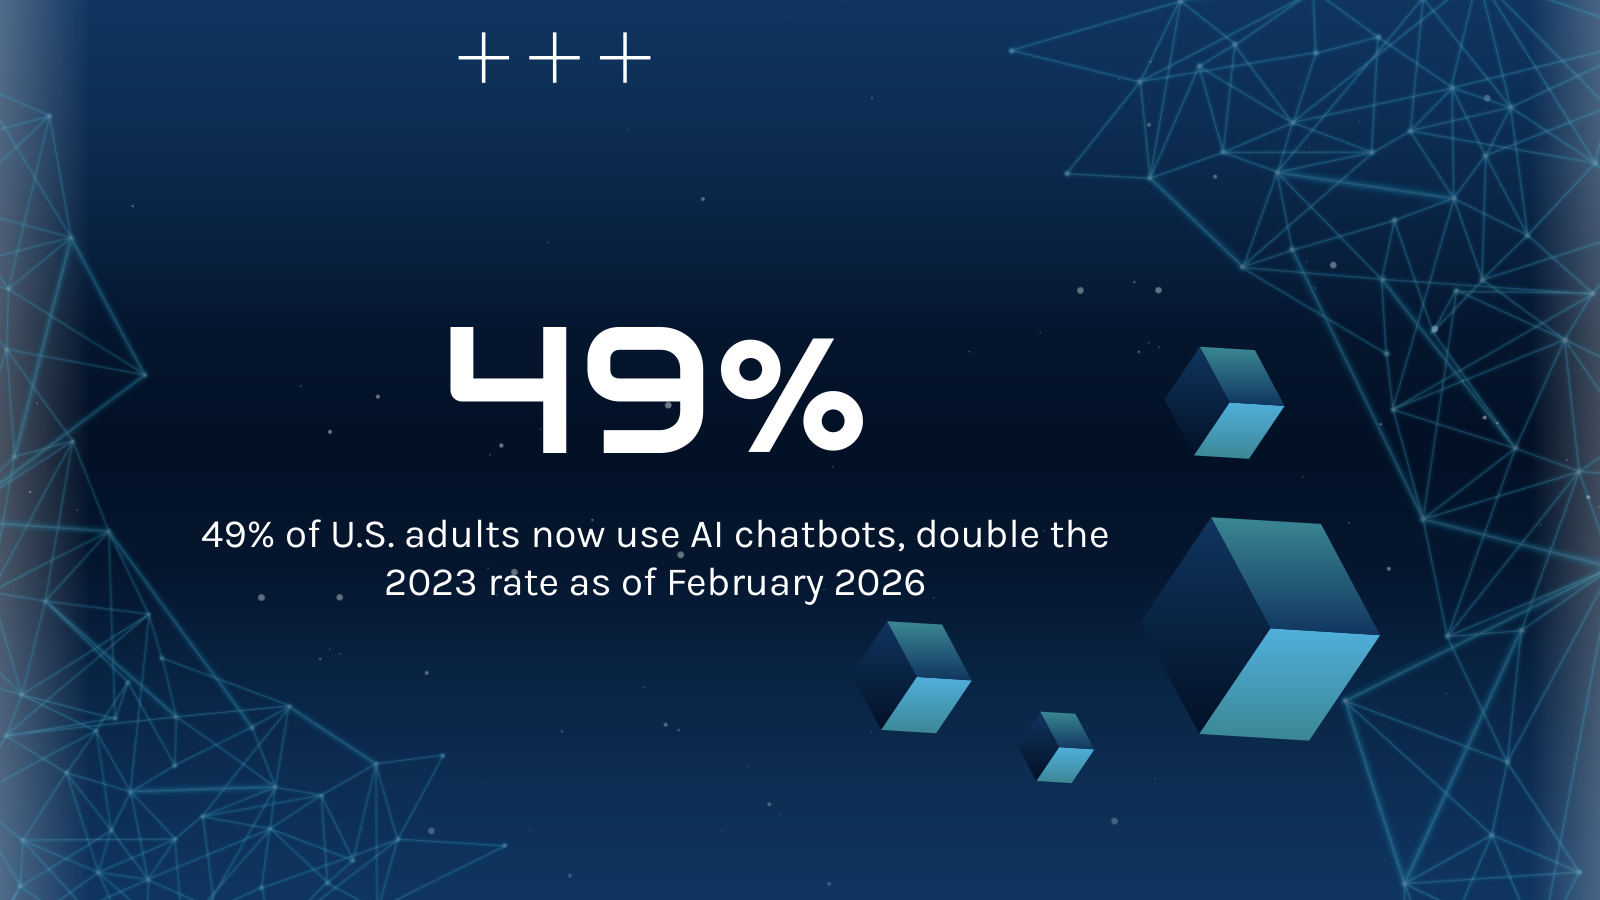 49%
49% of U.S. adults now use AI chatbots, double the
2023 rate as of February 2026